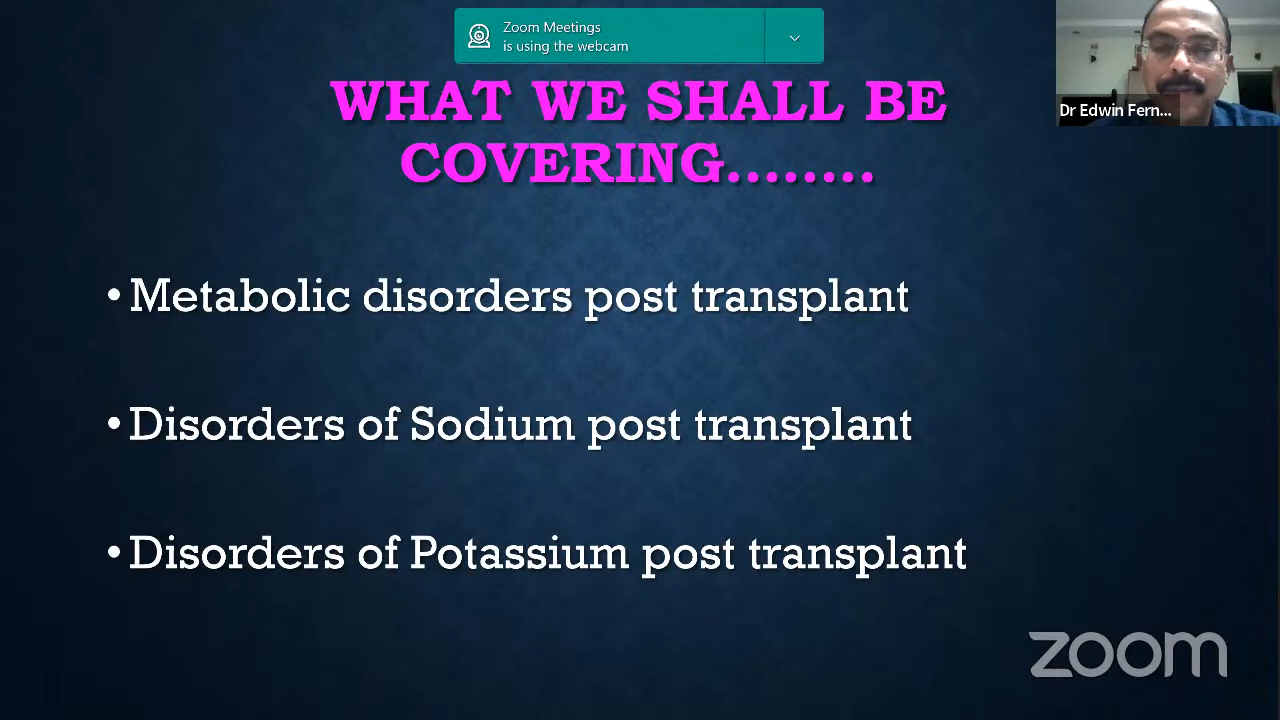 Zoom Meetings
is using the webcam
Dr Edwin Fern...
WHAT WE SHALL BE
COVERING........
• Metabolic disorders post transplant
• Disorders of Sodium post transplant
• Disorders of Potassium post transplant
zoom